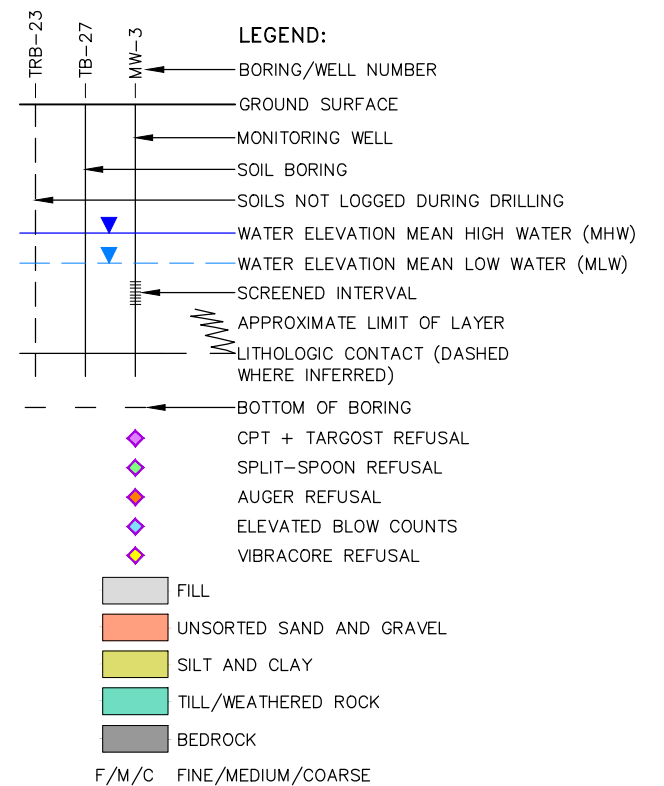 TRB-23
TB-27
MW-3
LEGEND:
BORING/WELL NUMBER
GROUND SURFACE
MONITORING WELL
SOIL BORING
SOILS NOT LOGGED DURING DRILLING
WATER ELEVATION MEAN HIGH WATER (MHW)
WATER ELEVATION MEAN LOW WATER (MLW)
SCREENED INTERVAL
APPROXIMATE LIMIT OF LAYER
LITHOLOGIC CONTACT (DASHED
WHERE INFERRED)
BOTTOM OF BORING
CPT + TARGOST REFUSAL
SPLIT-SPOON REFUSAL
AUGER REFUSAL
ELEVATED BLOW COUNTS
VIBRACORE REFUSAL
FILL
UNSORTED SAND AND GRAVEL
SILT AND CLAY
TILL/WEATHERED ROCK
BEDROCK
F/M/C FINE/MEDIUM/COARSE